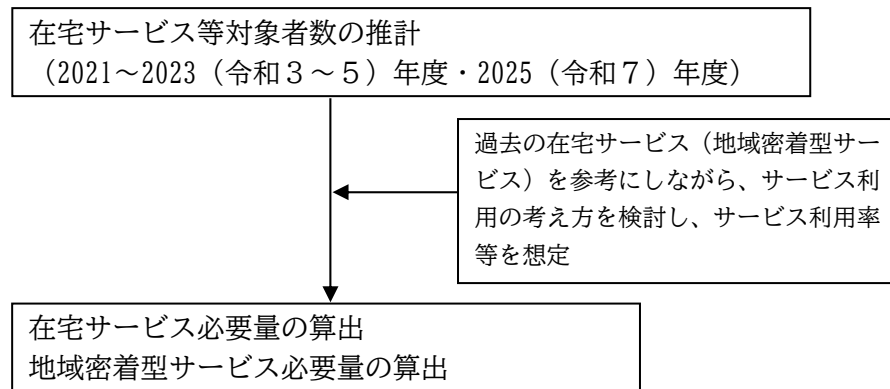 在宅サービス等対象者数の推計
（2021～2023（令和３～５）年度・2025（令和７）年度）
過去の在宅サービス（地域密着型サー
ビス）を参考にしながら、サービス利
用の考え方を検討し、サービス利用率
等を想定
在宅サービス必要量の算出
地域密着型サービス必要量の算出